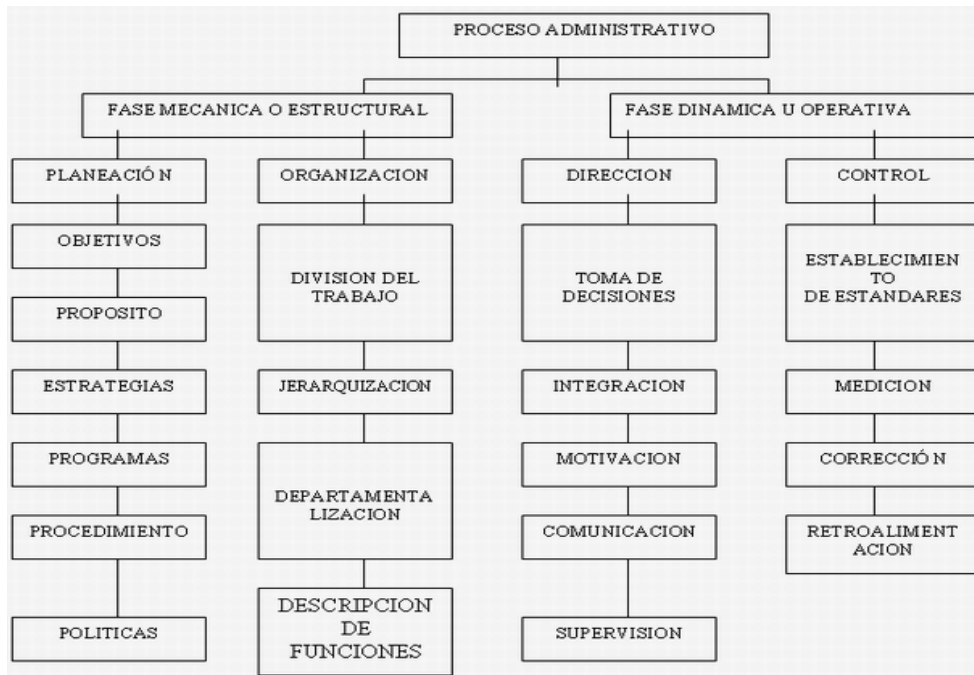 PROCESO ADMINISTRATIVO
FASE MECANICA O ESTRUCTURAL
FASE DINAMICA U OPERATIVA
PLANEACIÓN
ORGANIZACION
DIRECCION
CONTROL
OBJETIVOS
DIVISION DEL
TRABAJO
TOMA DE
DECISIONES
ESTABLECIMIEN
TO
DE ESTANDARES
PROPOSITO
ESTRATEGIAS
JERARQUIZACION
INTEGRACION
MEDICION
PROGRAMAS
DEPARTAMENTA
LIZACION
MOTIVACION
CORRECCIÓN
PROCEDIMIENTO
COMUNICACION
RETROALIMENT
ACION
POLITICAS
DESCRIPCION
DE
FUNCIONES
SUPERVISION